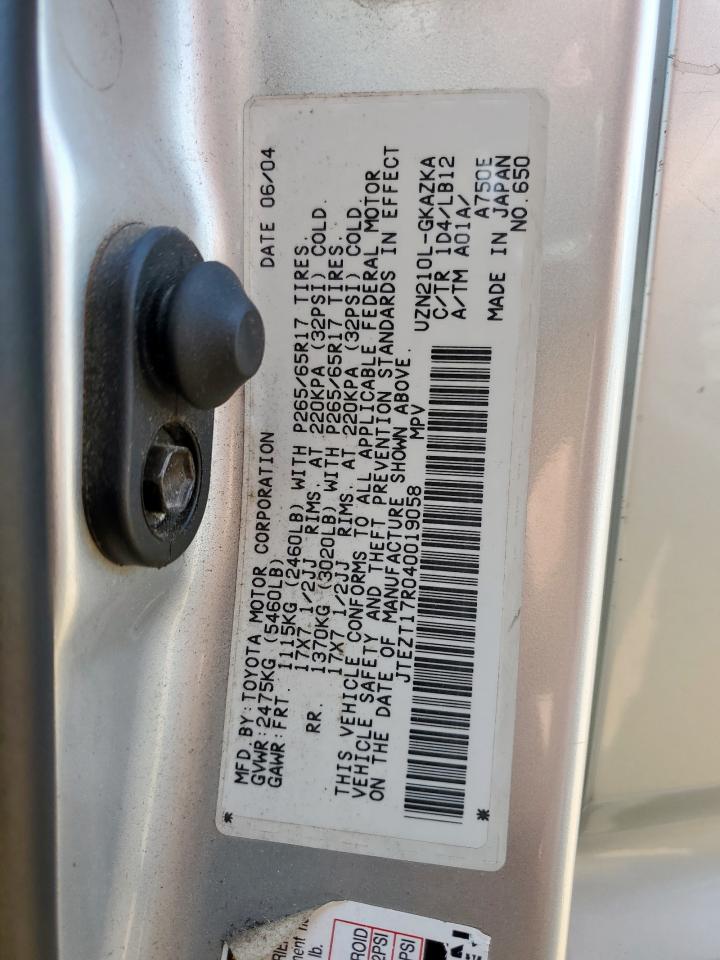 MFD. BY: TOYOTA MOTOR CORPORATION DATE 06/04
GVWR: 2475KG (5460LB)
GAWR: FRT. 1115KG (2460LB) WITH P265/65R17 TIRES.
17X7 1/2JJ RIMS, AT 220KPA (32PSI) COLD.
RR. 1370KG (3020LB) WITH P265/65R17 TIRES.
17X7 1/2JJ RIMS, AT 220KPA (32PSI) COLD.
THIS VEHICLE CONFORMS TO ALL APPLICABLE FEDERAL MOTOR
VEHICLE SAFETY AND THEFT PREVENTION STANDARDS IN EFFECT
ON THE DATE OF MANUFACTURE SHOWN ABOVE.
JTEZT17R040019058 MPV
UZN210L-GKAZKA
C/TR 1D4/LB12
A/TM A01A/ A750E
MADE IN JAPAN
NO.650
* *
lb.
ROID
2PSI
PSI